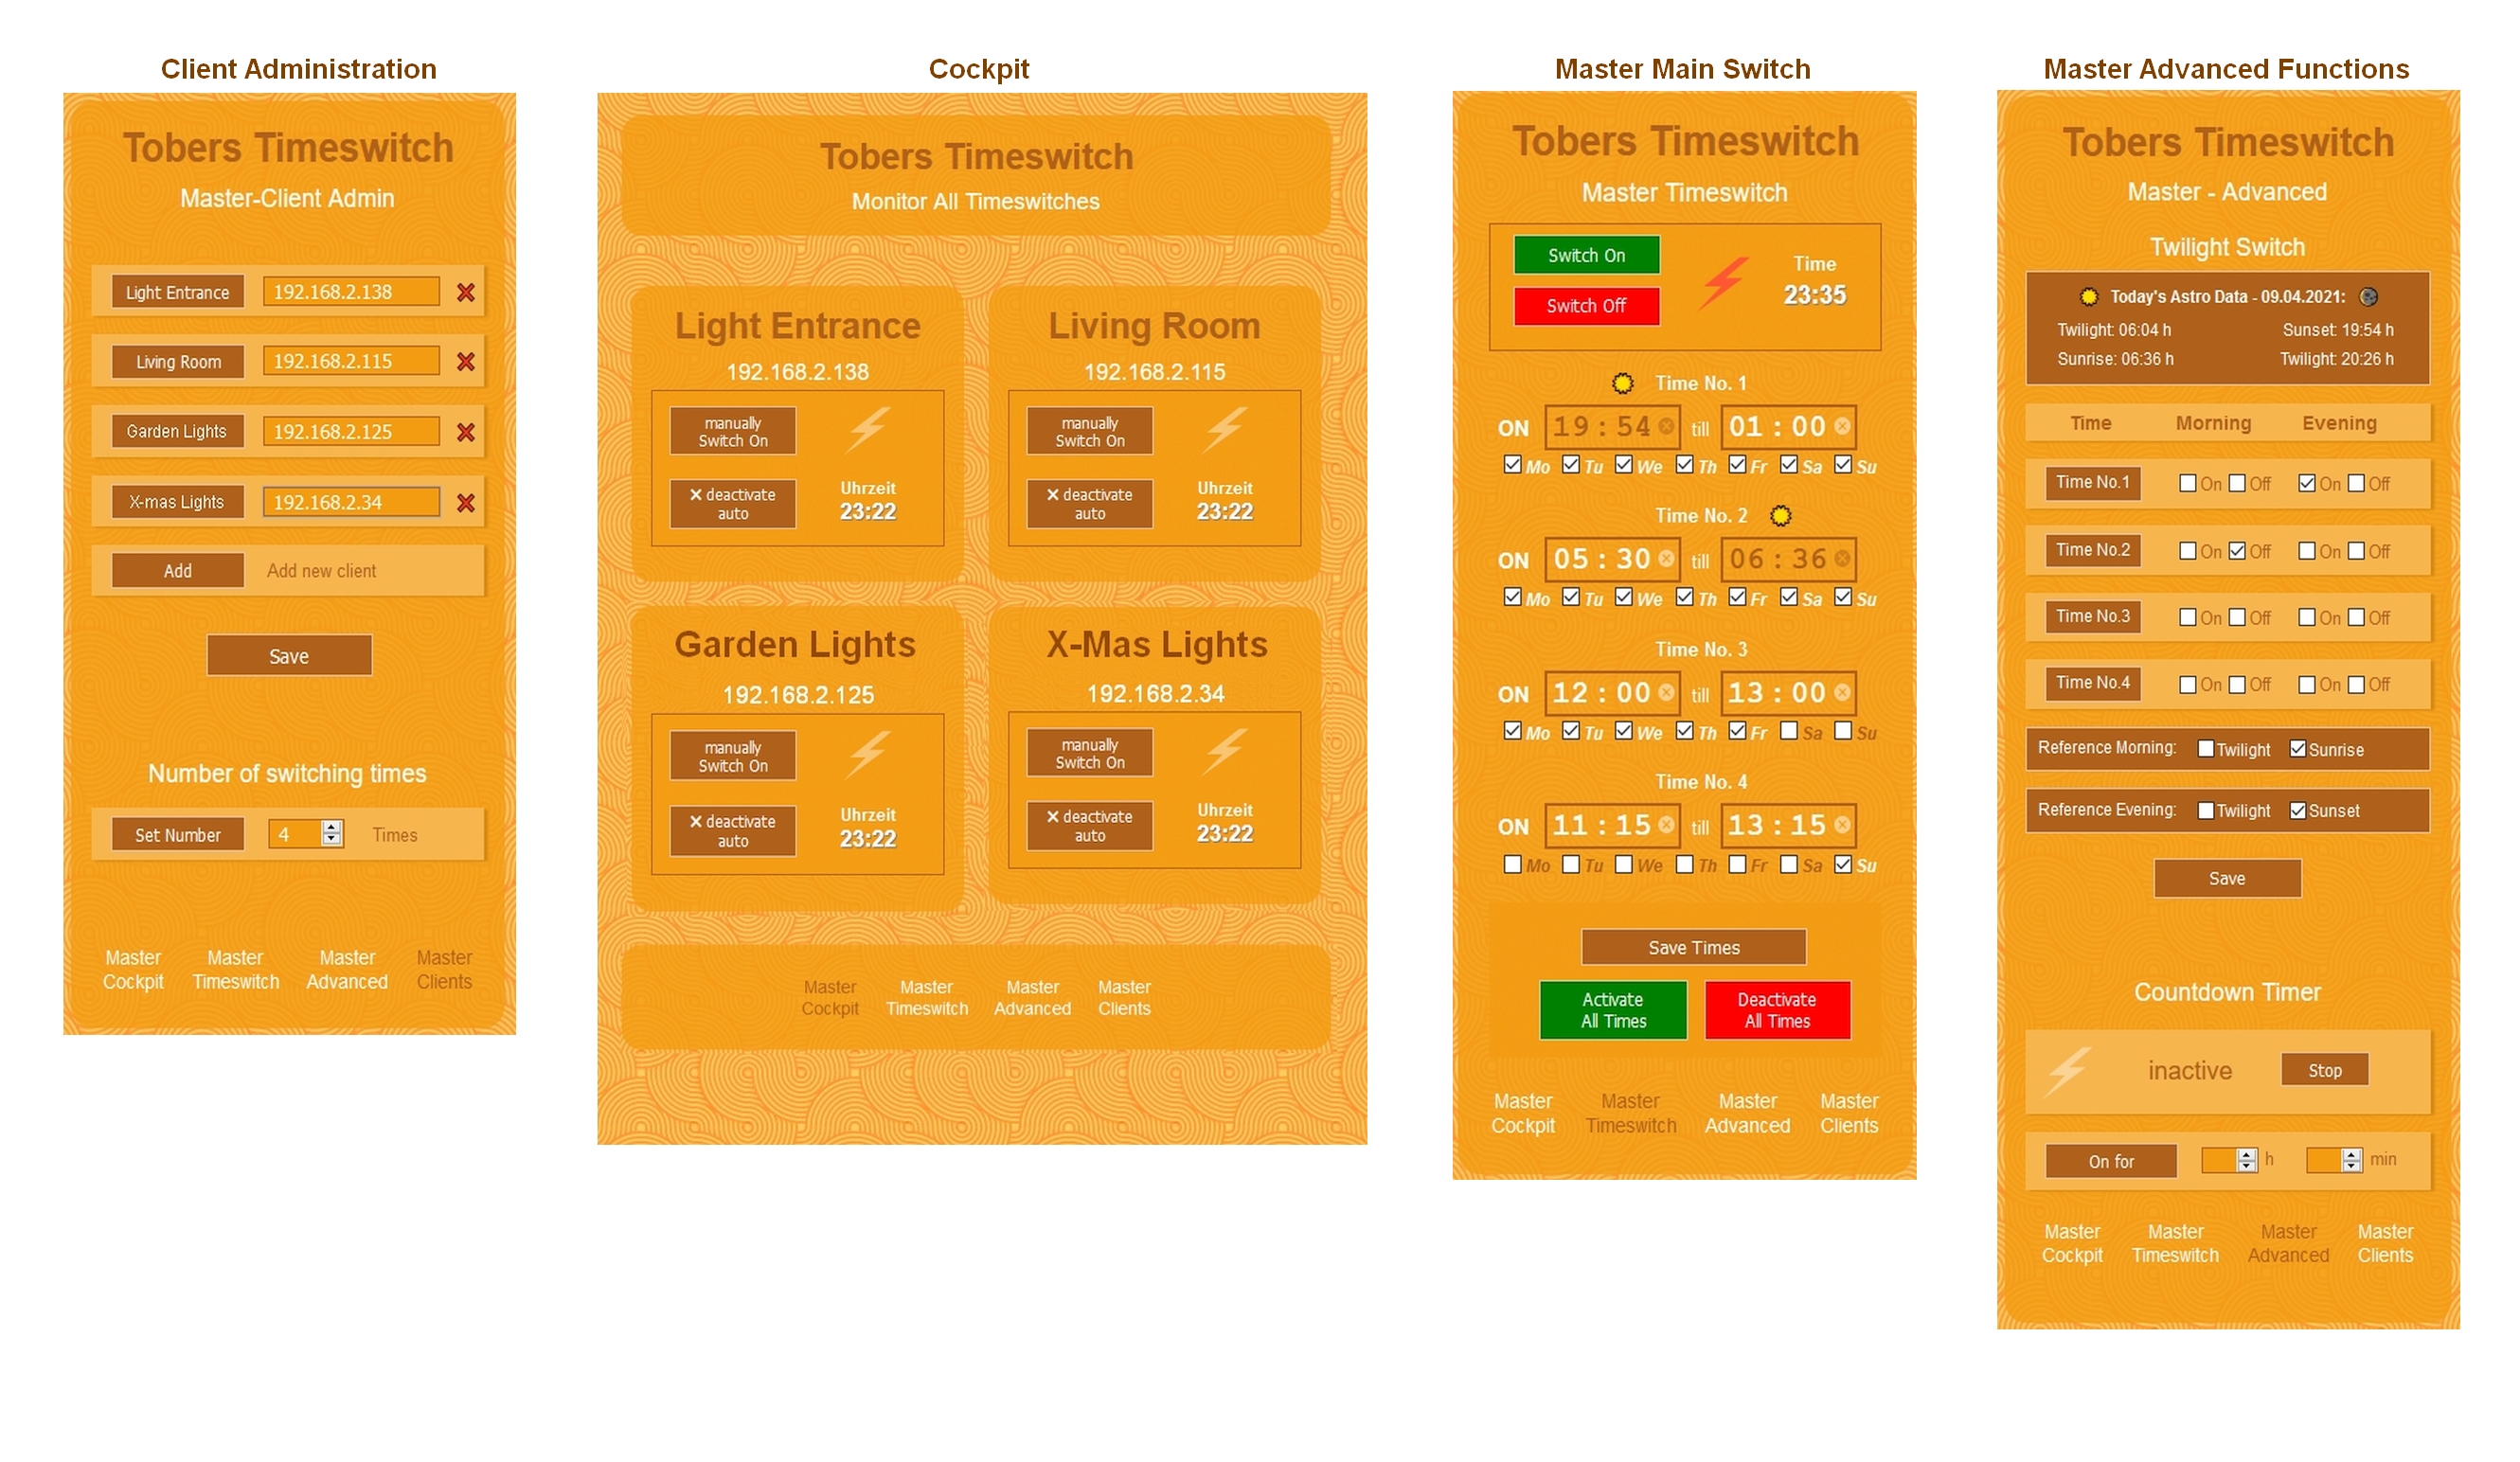 Client Administration
Tobers Timeswitch
Master-Client Admin
Light Entrance 192.168.2.138
Living Room 192.168.2.115
Garden Lights 192.168.2.125
X-mas Lights 192.168.2.34
Add Add new client
Save
Number of switching times
Set Number 4 Times
Master Master Master Master
Cockpit Timeswitch Advanced Clients
Cockpit
Tobers Timeswitch
Monitor All Timeswitches
Light Entrance
192.168.2.138
manually
Switch On
deactivate
auto
Uhrzeit
23:22
Living Room
192.168.2.115
manually
Switch On
deactivate
auto
Uhrzeit
23:22
Garden Lights
192.168.2.125
manually
Switch On
deactivate
auto
Uhrzeit
23:22
X-Mas Lights
192.168.2.34
manually
Switch On
deactivate
auto
Uhrzeit
23:22
Master Master Master Master
Cockpit Timeswitch Advanced Clients
Master Main Switch
Tobers Timeswitch
Master Timeswitch
Switch On
Switch Off
Time
23:35
Time No. 1
ON 19 : 54 till 01 : 00
Mo Tu We Th Fr Sa Su
Time No. 2
ON 05 : 30 till 06 : 36
Mo Tu We Th Fr Sa Su
Time No. 3
ON 12 : 00 till 13 : 00
Mo Tu We Th Fr Sa Su
Time No. 4
ON 11 : 15 till 13 : 15
Mo Tu We Th Fr Sa Su
Save Times
Activate
All Times
Deactivate
All Times
Master Master Master Master
Cockpit Timeswitch Advanced Clients
Master Advanced Functions
Tobers Timeswitch
Master - Advanced
Twilight Switch
Today's Astro Data - 09.04.2021:
Twilight: 06:04 h Sunset: 19:54 h
Sunrise: 06:36 h Twilight: 20:26 h
Time Morning Evening
Time No.1 On Off On Off
Time No.2 On Off On Off
Time No.3 On Off On Off
Time No.4 On Off On Off
Reference Morning: Twilight Sunrise
Reference Evening: Twilight Sunset
Save
Countdown Timer
inactive Stop
On for h min
Master Master Master Master
Cockpit Timeswitch Advanced Clients